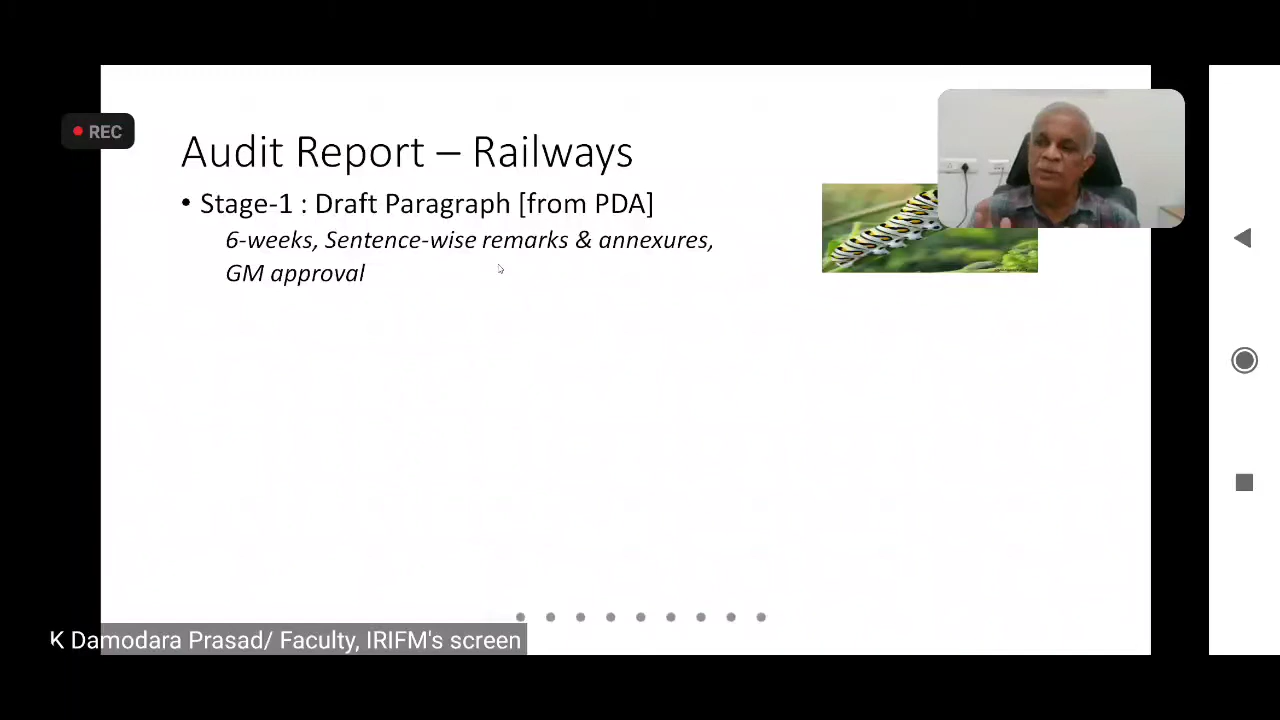 REC
Audit Report – Railways
• Stage-1 : Draft Paragraph [from PDA]
6-weeks, Sentence-wise remarks & annexures,
GM approval
K Damodara Prasad/ Faculty, IRIFM's screen